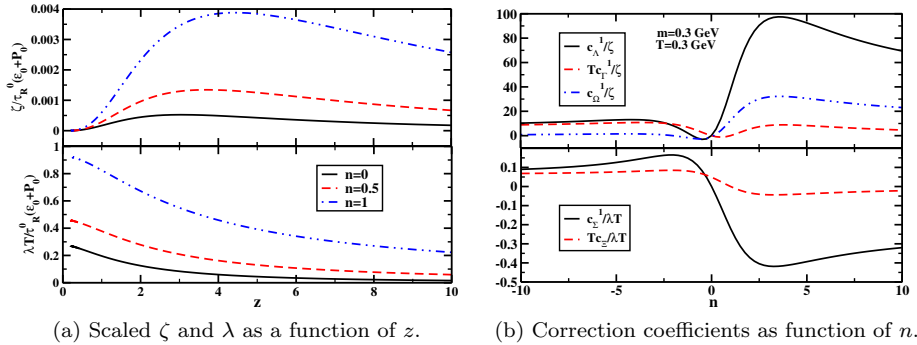 0.004
0.003
0.002
0.001
0
ζ/τ_R^0(ε_0+P_0)
1
0.8
0.6
0.4
0.2
0
λT/τ_R^0(ε_0+P_0)
n=0
n=0.5
n=1
0 2 4 6 8 10
z
(a) Scaled ζ and λ as a function of z.
100
80
60
40
20
0
m=0.3 GeV
T=0.3 GeV
c_Λ^1/ζ
Tc_Γ^1/ζ
c_Ω^1/ζ
0.1
0
-0.1
-0.2
-0.3
-0.4
-0.5
c_Σ^1/λT
Tc_Ξ/λT
-10 -5 0 5 10
n
(b) Correction coefficients as function of n.